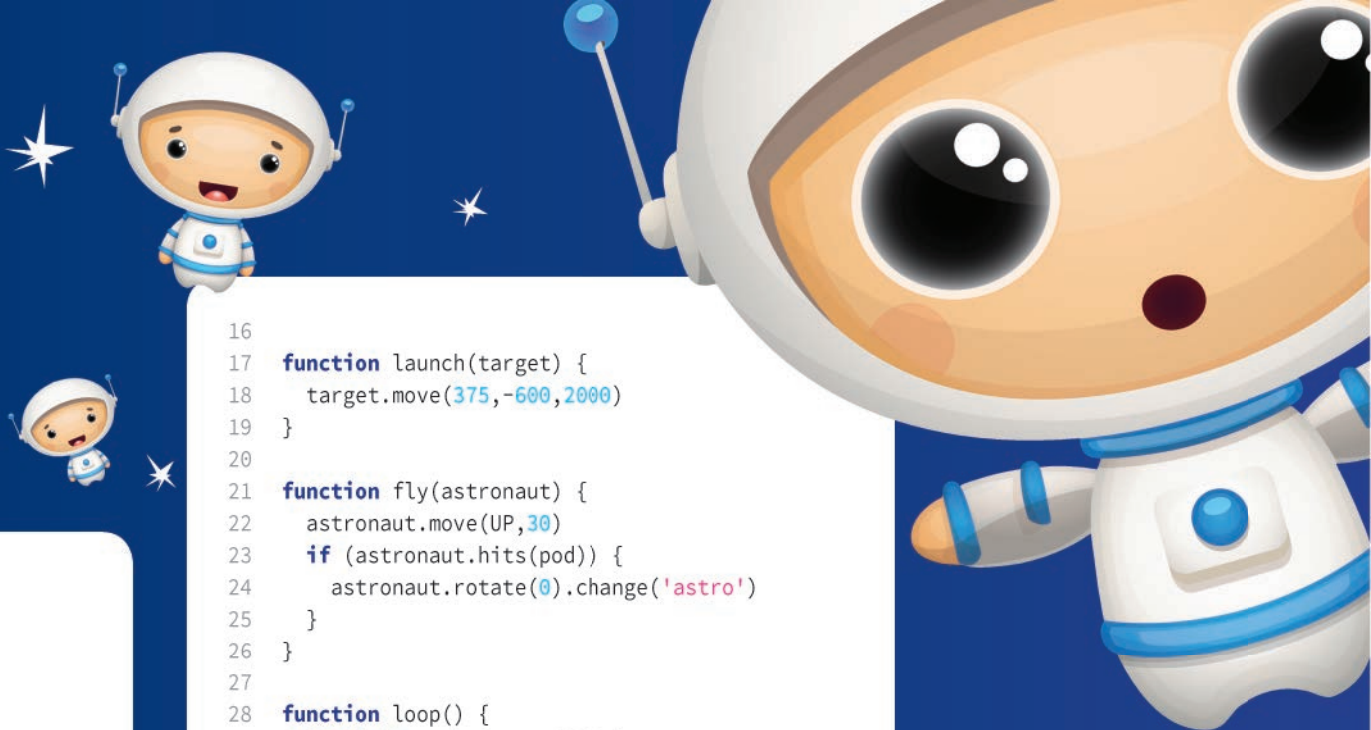 16
17 function launch(target) {
18   target.move(375,-600,2000)
19 }
20
21 function fly(astronaut) {
22   astronaut.move(UP,30)
23   if (astronaut.hits(pod)) {
24     astronaut.rotate(0).change('astro')
25   }
26 }
27
28 function loop() {